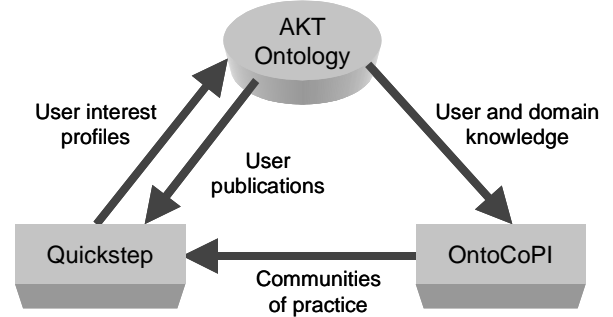 AKT
Ontology
User interest
profiles
User and domain
knowledge
User
publications
Quickstep
OntoCoPI
Communities
of practice